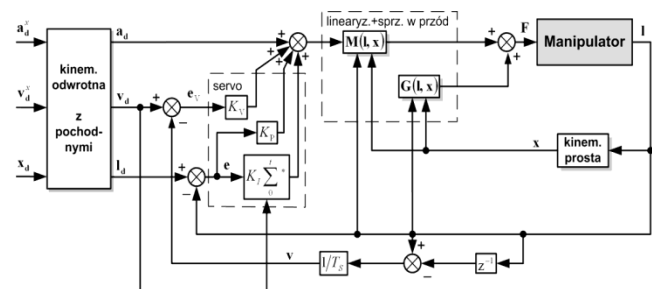 linearyz.+sprz. w przód
a_d^x
a_d
M(l, x)
F
Manipulator
l
kinem.
odwrotna
z
pochod-
nymi
servo
v_d^x
v_d
e_V
K_V
G(l, x)
K_P
x
kinem.
prosta
x_d
l_d
e
K_I ∑_0^t *
v
1/T_S
z^{-1}